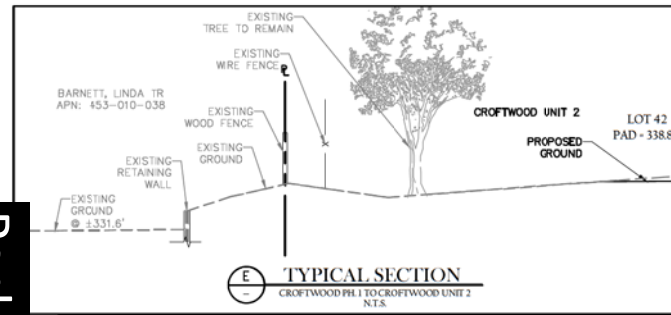 EXISTING
TREE TO REMAIN
EXISTING
WIRE FENCE
PL
BARNETT, LINDA TR
APN: 453-010-038
EXISTING
WOOD FENCE
CROFTWOOD UNIT 2
LOT 42
PAD - 338.8
PROPOSED
GROUND
EXISTING
GROUND
EXISTING
RETAINING
WALL
EXISTING
GROUND
@ ±331.6'
E
–
TYPICAL SECTION
CROFTWOOD PH. 1 TO CROFTWOOD UNIT 2
N.T.S.